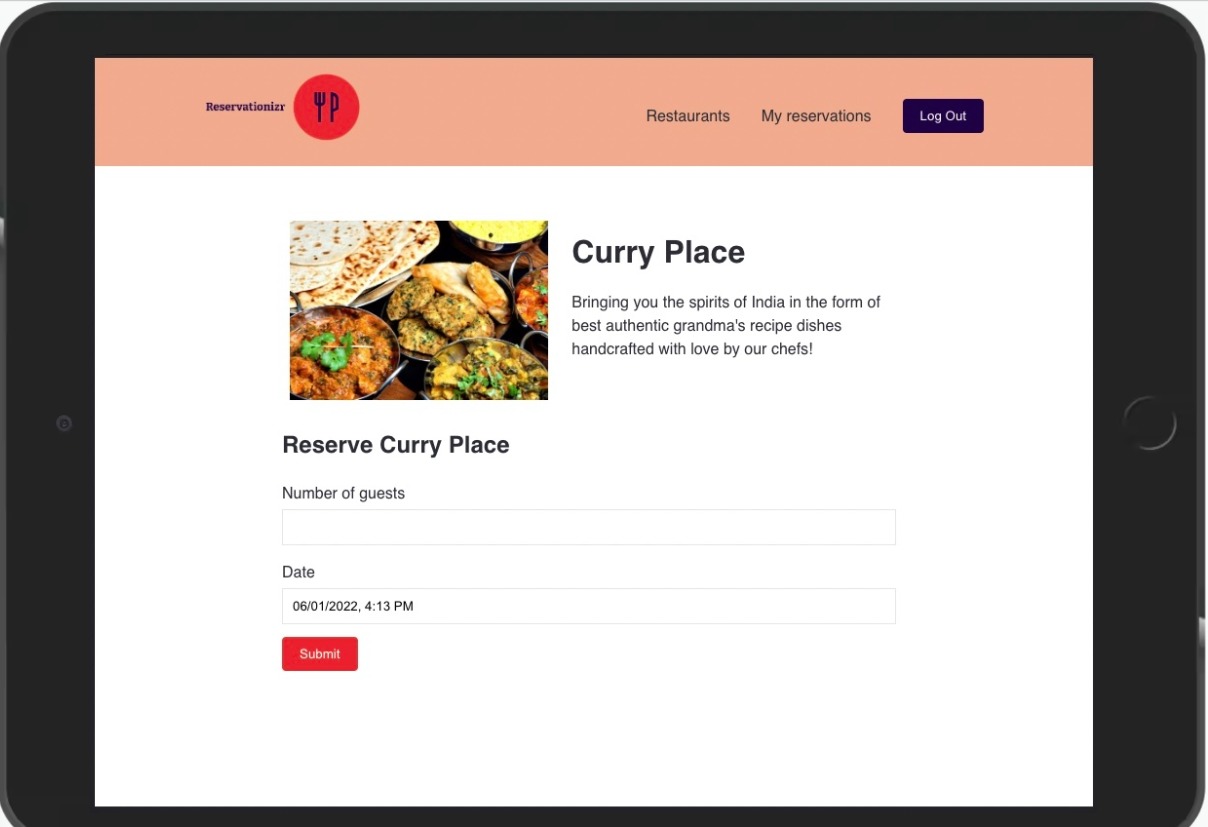 Reservationizr
Restaurants
My reservations
Log Out
Curry Place
Bringing you the spirits of India in the form of
best authentic grandma's recipe dishes
handcrafted with love by our chefs!
Reserve Curry Place
Number of guests
Date
06/01/2022, 4:13 PM
Submit